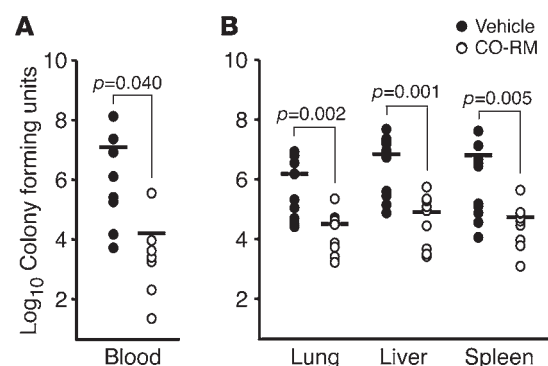 A
B
Vehicle
CO-RM
Log10 Colony forming units
10
8
6
4
2
p=0.040
Blood
10
8
6
4
2
p=0.002
p=0.001
p=0.005
Lung
Liver
Spleen